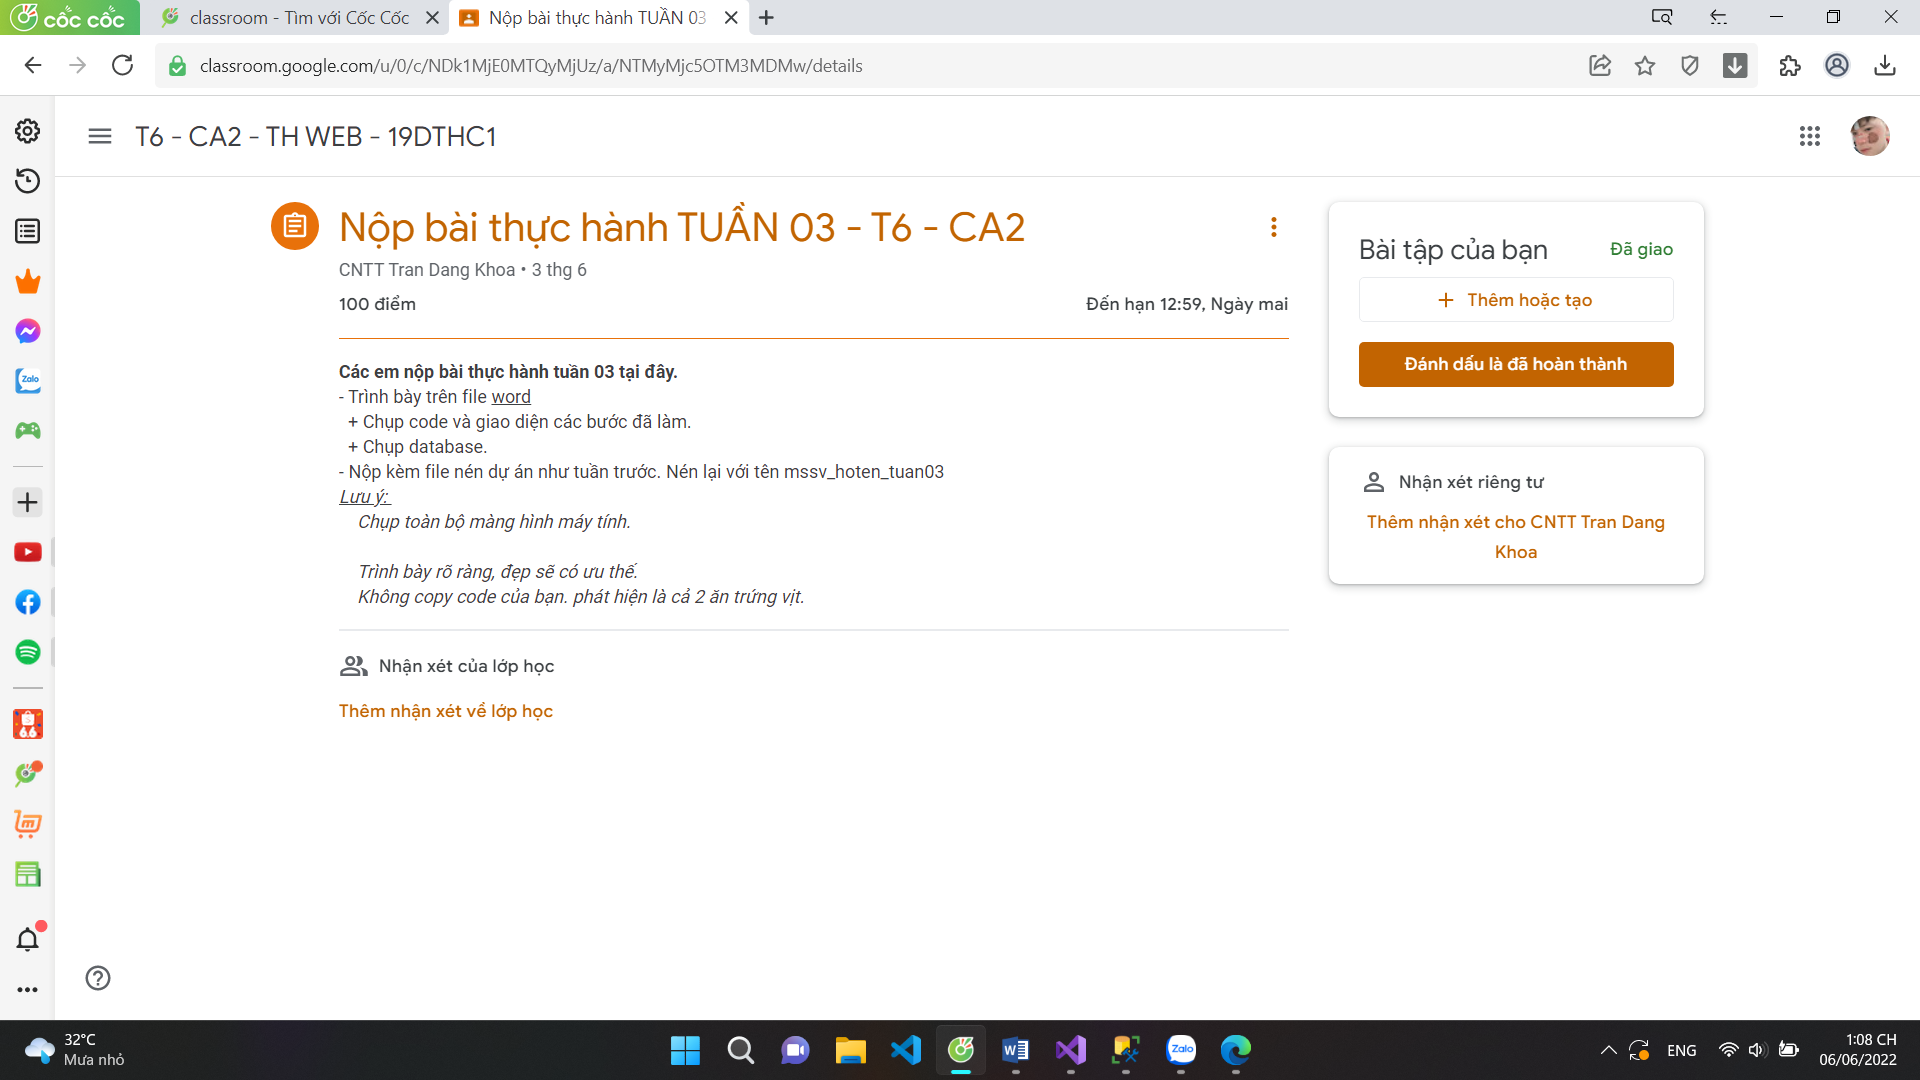 cốc cốc
classroom - Tìm với Cốc Cốc
Nộp bài thực hành TUẦN 03
classroom.google.com/u/0/c/NDk1MjE0MTQyMjUz/a/NTMyMjc5OTM3MDMw/details
T6 - CA2 - TH WEB - 19DTHC1
Nộp bài thực hành TUẦN 03 - T6 - CA2
CNTT Tran Dang Khoa • 3 thg 6
100 điểm
Đến hạn 12:59, Ngày mai
Các em nộp bài thực hành tuần 03 tại đây.
- Trình bày trên file word
+ Chụp code và giao diện các bước đã làm.
+ Chụp database.
- Nộp kèm file nén dự án như tuần trước. Nén lại với tên mssv_hoten_tuan03
Lưu ý:
Chụp toàn bộ màng hình máy tính.
Trình bày rõ ràng, đẹp sẽ có ưu thế.
Không copy code của bạn. phát hiện là cả 2 ăn trứng vịt.
Nhận xét của lớp học
Thêm nhận xét về lớp học
Bài tập của bạn
Đã giao
+ Thêm hoặc tạo
Đánh dấu là đã hoàn thành
Nhận xét riêng tư
Thêm nhận xét cho CNTT Tran Dang
Khoa
Zalo
6.6
32°C
Mưa nhỏ
Zalo
ENG
1:08 CH
06/06/2022